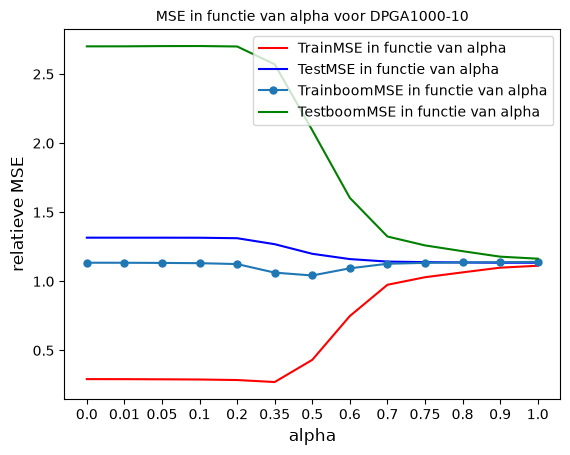 MSE in functie van alpha voor DPGA1000-10
TrainMSE in functie van alpha
TestMSE in functie van alpha
TrainboomMSE in functie van alpha
TestboomMSE in functie van alpha
relatieve MSE
2.5
2.0
1.5
1.0
0.5
0.0 0.01 0.05 0.1 0.2 0.35 0.5 0.6 0.7 0.75 0.8 0.9 1.0
alpha